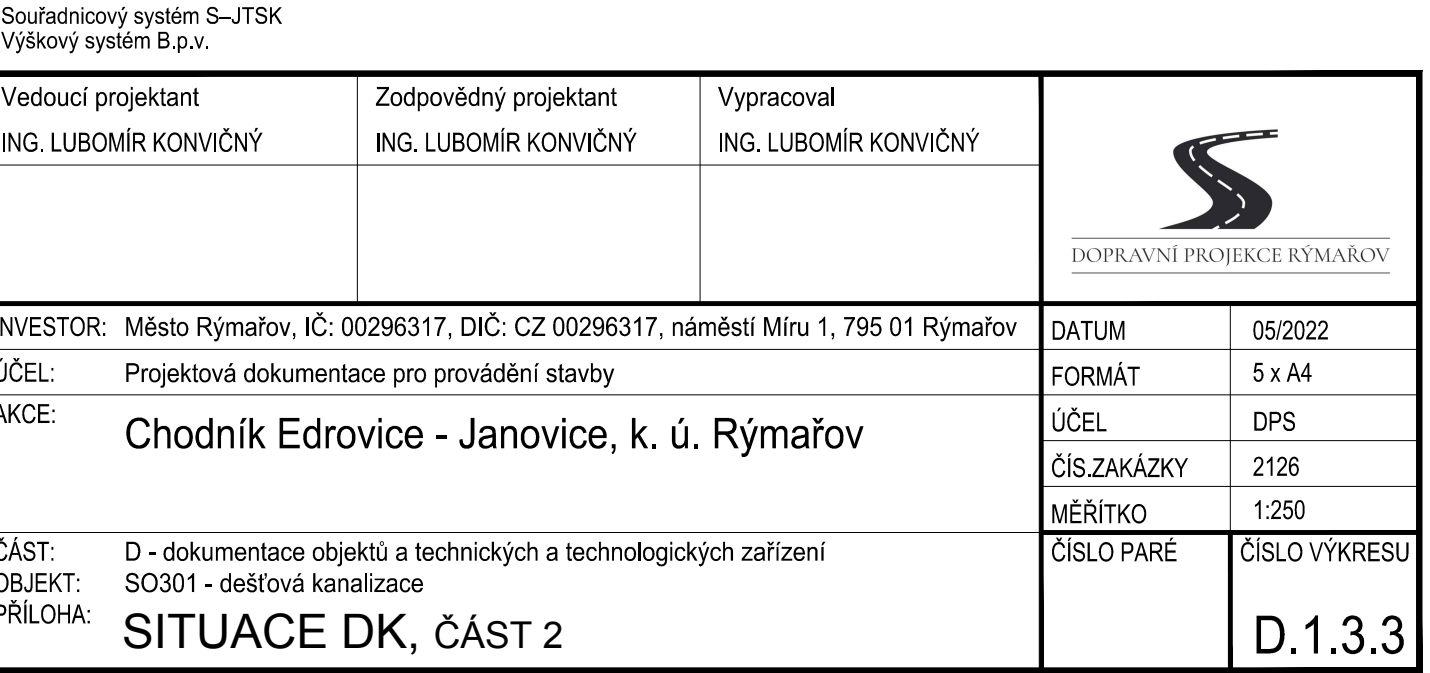 Souřadnicový systém S–JTSK
Výškový systém B.p.v.
Vedoucí projektant
ING. LUBOMÍR KONVIČNÝ
Zodpovědný projektant
ING. LUBOMÍR KONVIČNÝ
Vypracoval
ING. LUBOMÍR KONVIČNÝ
DOPRAVNÍ PROJEKCE RÝMAŘOV
INVESTOR: Město Rýmařov, IČ: 00296317, DIČ: CZ 00296317, náměstí Míru 1, 795 01 Rýmařov
ÚČEL: Projektová dokumentace pro provádění stavby
AKCE: Chodník Edrovice - Janovice, k. ú. Rýmařov
DATUM 05/2022
FORMÁT 5 x A4
ÚČEL DPS
ČÍS.ZAKÁZKY 2126
MĚŘÍTKO 1:250
ČÁST: D - dokumentace objektů a technických a technologických zařízení
OBJEKT: SO301 - dešťová kanalizace
PŘÍLOHA: SITUACE DK, ČÁST 2
ČÍSLO PARÉ
ČÍSLO VÝKRESU
D.1.3.3